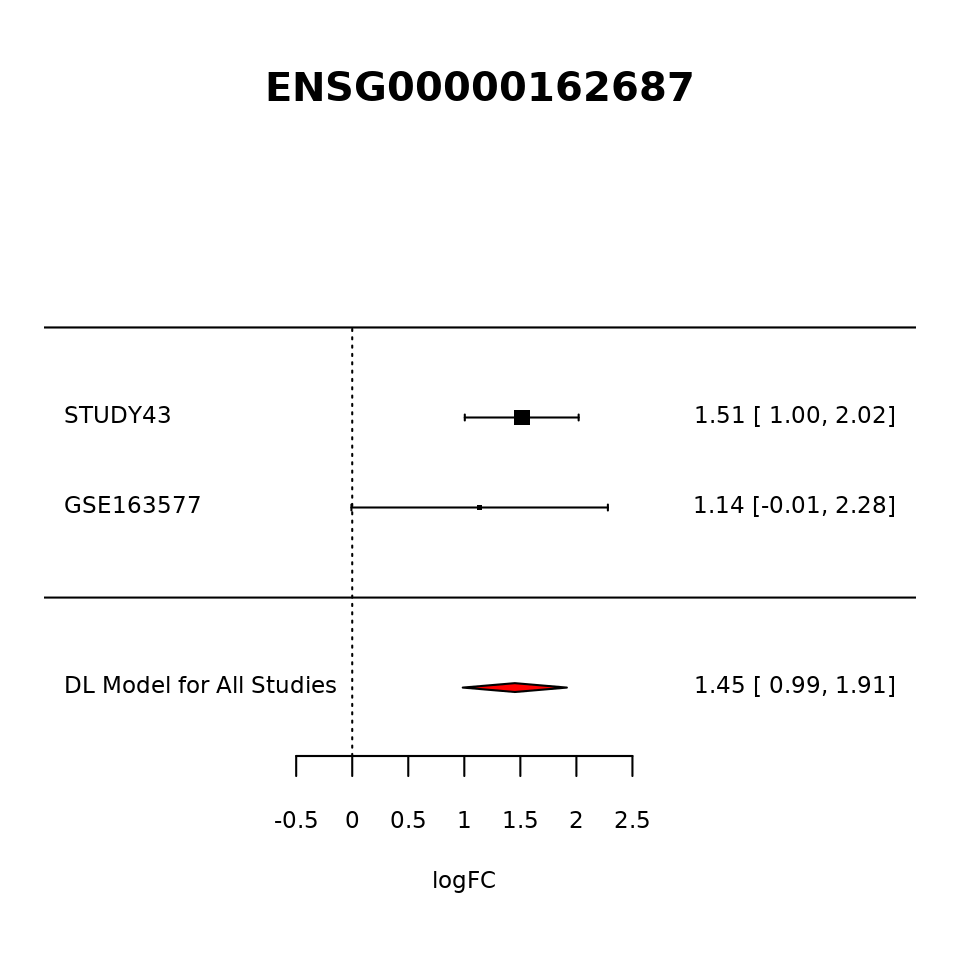 ENSG00000162687
STUDY43 1.51 [ 1.00, 2.02]
GSE163577 1.14 [-0.01, 2.28]
DL Model for All Studies 1.45 [ 0.99, 1.91]
-0.5 0 0.5 1 1.5 2 2.5
logFC